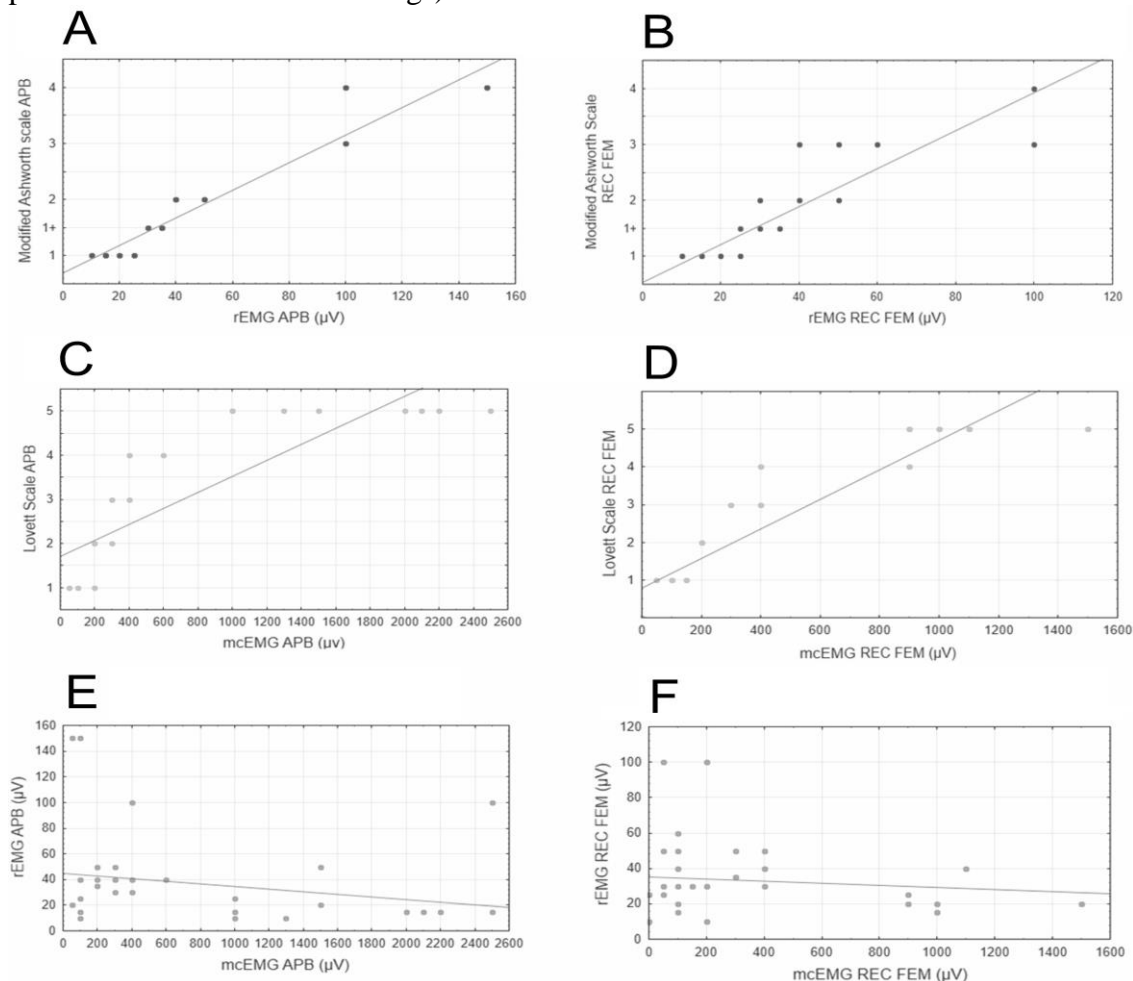 A
B
Modified Ashworth scale APB
4
3
2
1+
1
0 20 40 60 80 100 120 140 160
rEMG APB (µV)
Modified Ashworth Scale
REC FEM
4
3
2
1+
1
0 20 40 60 80 100 120
rEMG REC FEM (µV)
C
D
Lovett Scale APB
5
4
3
2
1
0 200 400 600 800 1000 1200 1400 1600 1800 2000 2200 2400 2600
mcEMG APB (µv)
Lovett Scale REC FEM
5
4
3
2
1
0 200 400 600 800 1000 1200 1400 1600
mcEMG REC FEM (µV)
E
F
rEMG APB (µV)
160
140
120
100
80
60
40
20
0
0 200 400 600 800 1000 1200 1400 1600 1800 2000 2200 2400 2600
mcEMG APB (µV)
rEMG REC FEM (µV)
120
100
80
60
40
20
0
0 200 400 600 800 1000 1200 1400 1600
mcEMG REC FEM (µV)